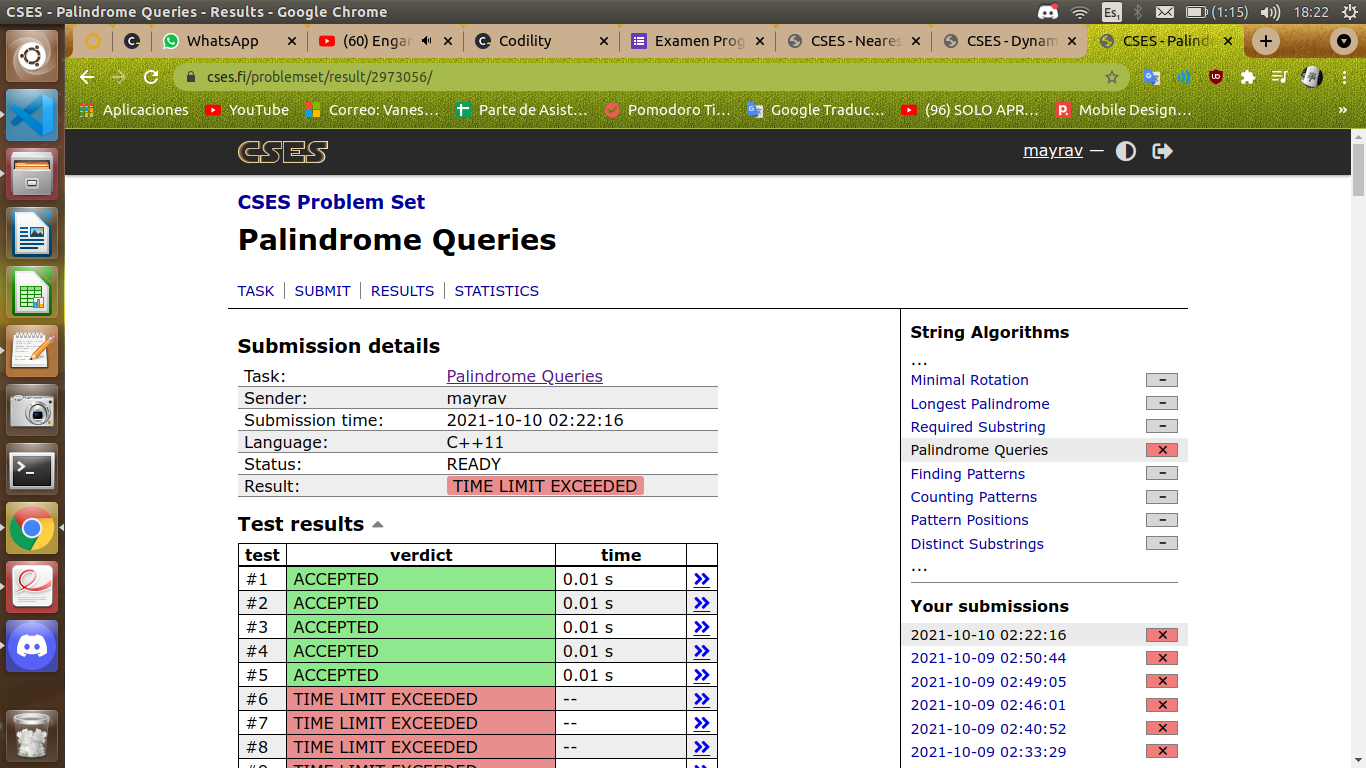 CSES - Palindrome Queries - Results - Google Chrome
Es1 (1:15) 18:22
WhatsApp × (60) Engar × Codility × Examen Prog × CSES - Neares × CSES - Dynam × CSES - Palind × +
cses.fi/problemset/result/2973056/
Aplicaciones YouTube Correo: Vanes... Parte de Asist... Pomodoro Ti... Google Traduc... (96) SOLO APR... Mobile Design... »
CSES mayrav —
CSES Problem Set
Palindrome Queries
TASK | SUBMIT | RESULTS | STATISTICS
Submission details
Task: Palindrome Queries
Sender: mayrav
Submission time: 2021-10-10 02:22:16
Language: C++11
Status: READY
Result: TIME LIMIT EXCEEDED
Test results
test verdict time
#1 ACCEPTED 0.01 s »
#2 ACCEPTED 0.01 s »
#3 ACCEPTED 0.01 s »
#4 ACCEPTED 0.01 s »
#5 ACCEPTED 0.01 s »
#6 TIME LIMIT EXCEEDED -- »
#7 TIME LIMIT EXCEEDED -- »
#8 TIME LIMIT EXCEEDED -- »
String Algorithms
...
Minimal Rotation –
Longest Palindrome –
Required Substring –
Palindrome Queries ×
Finding Patterns –
Counting Patterns –
Pattern Positions –
Distinct Substrings –
...
Your submissions
2021-10-10 02:22:16 ×
2021-10-09 02:50:44 ×
2021-10-09 02:49:05 ×
2021-10-09 02:46:01 ×
2021-10-09 02:40:52 ×
2021-10-09 02:33:29 ×